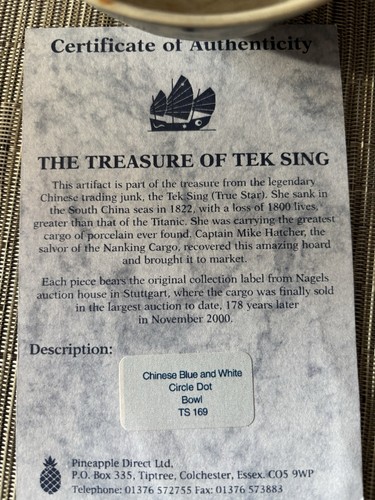 Certificate of Authenticity
THE TREASURE OF TEK SING
This artifact is part of the treasure from the legendary
Chinese trading junk, the Tek Sing (True Star). She sank in
the South China seas in 1822, with a loss of 1800 lives,
greater than that of the Titanic. She was carrying the greatest
cargo of porcelain ever found. Captain Mike Hatcher, the
salvor of the Nanking Cargo, recovered this amazing hoard
and brought it to market.
Each piece bears the original collection label from Nagels
auction house in Stuttgart, where the cargo was finally sold
in the largest auction to date, 178 years later
in November 2000.
Description:
Chinese Blue and White
Circle Dot
Bowl
TS 169
Pineapple Direct Ltd,
P.O. Box 335, Tiptree, Colchester, Essex. CO5 9WP
Telephone: 01376 572755 Fax: 01376 573883